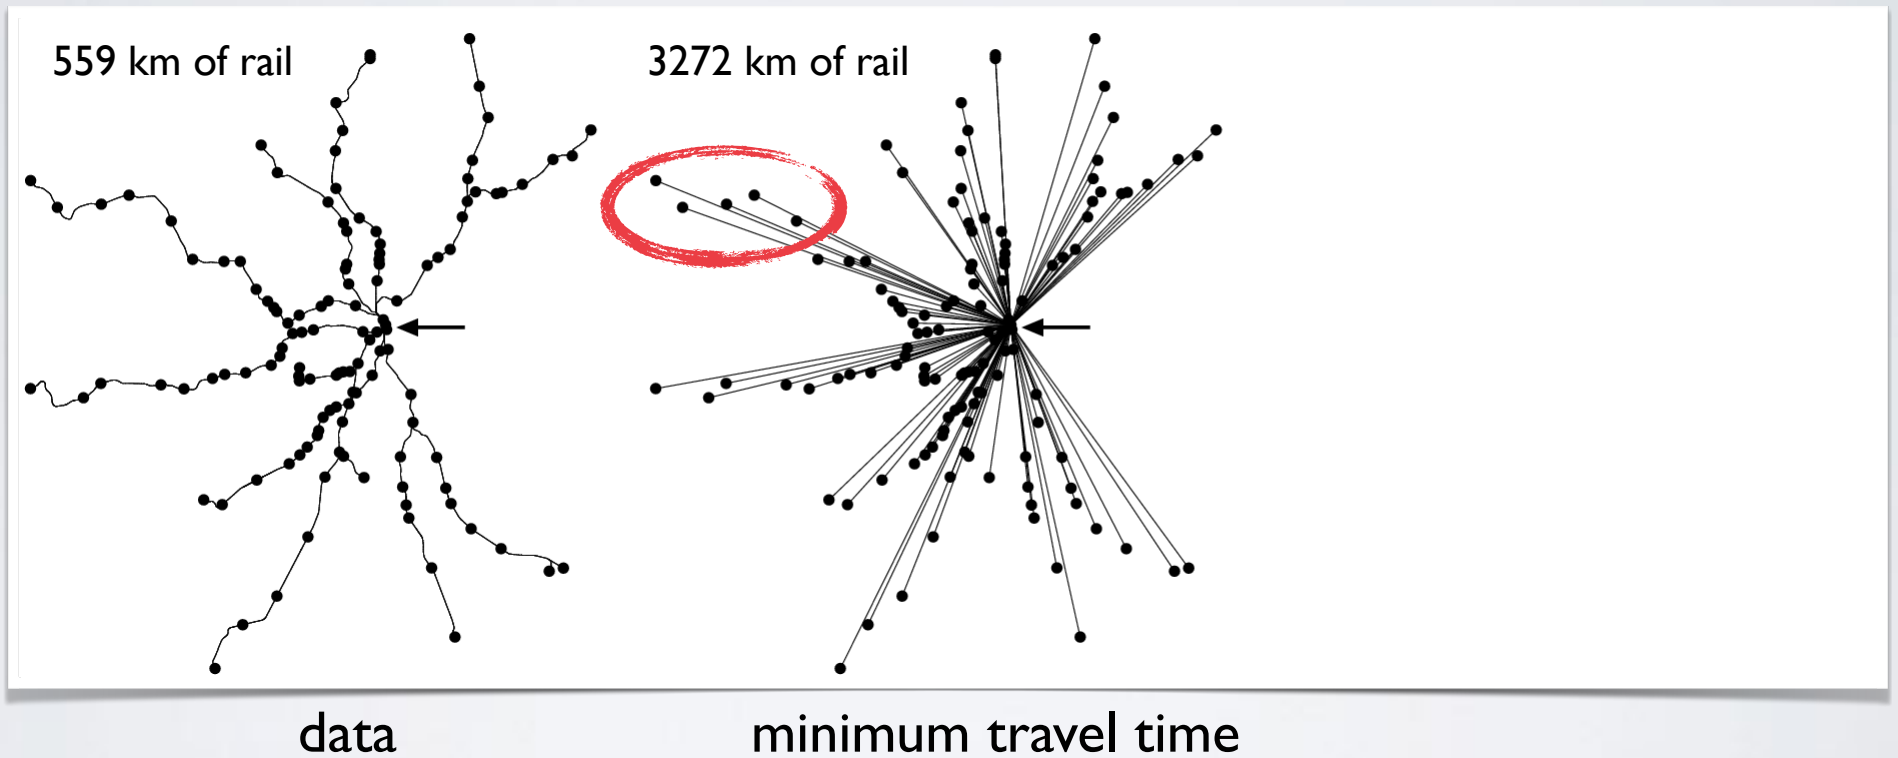 559 km of rail
3272 km of rail
data
minimum travel time